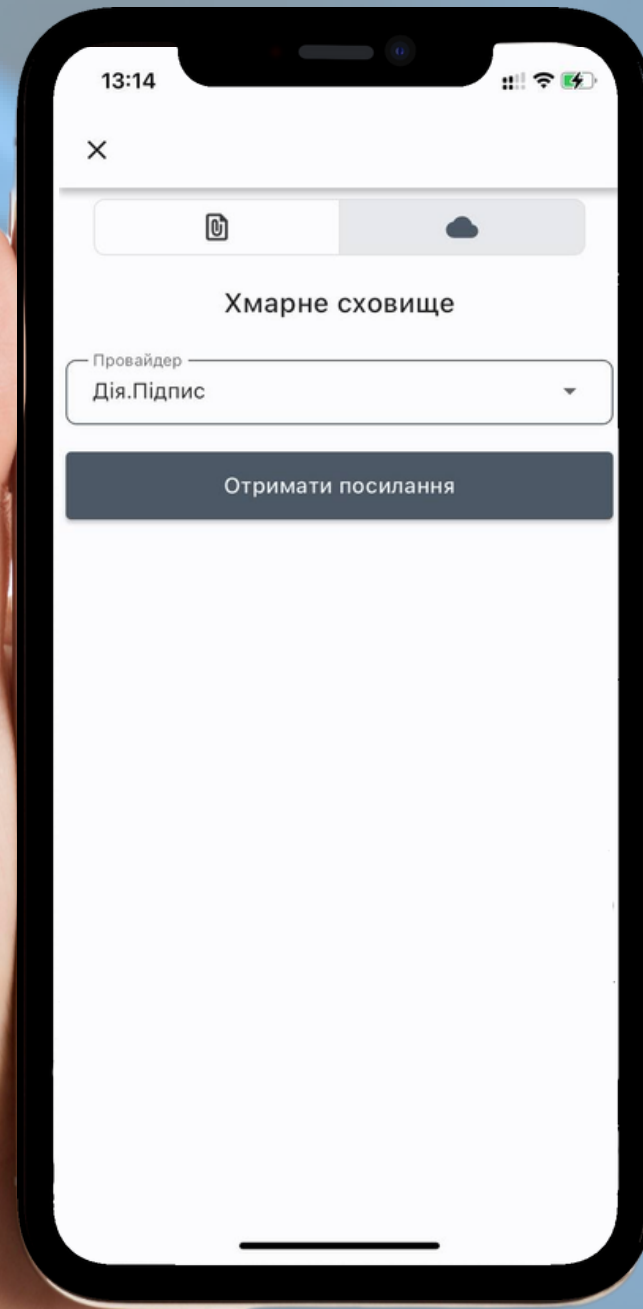 13:14
Хмарне сховище
Провайдер
Дія.Підпис
Отримати посилання